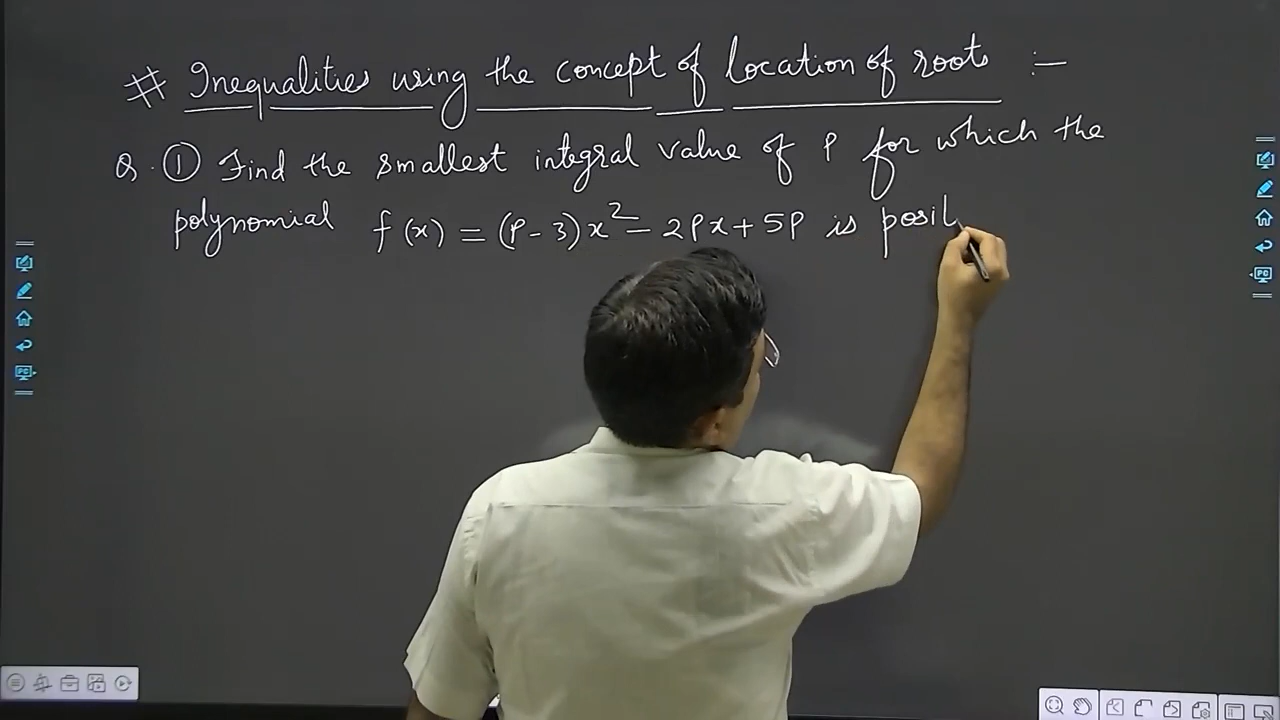 # Inequalities using the concept of location of roots :-
Q. ① Find the smallest integral value of P for which the
polynomial f(x) = (P-3)x² - 2Px + 5P is posit